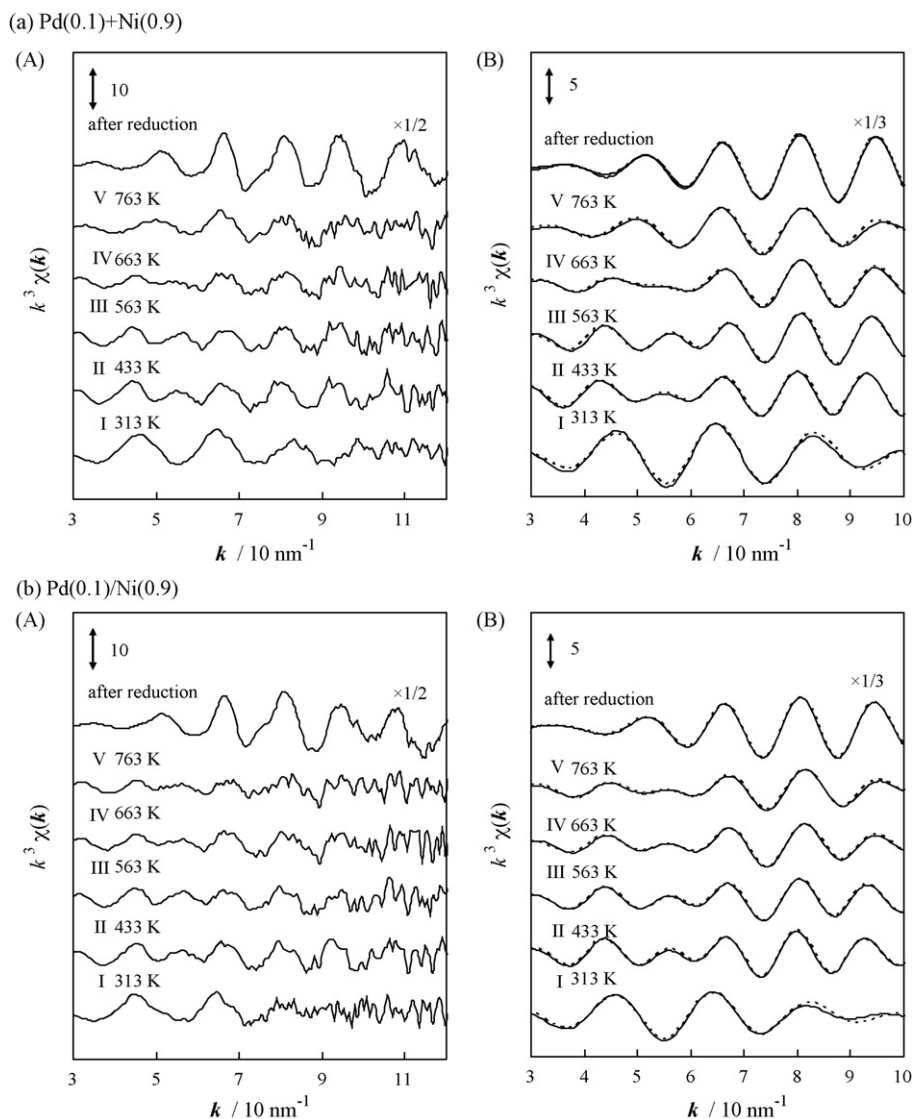 (a) Pd(0.1)+Ni(0.9)
(A)
10
after reduction
×1/2
V 763 K
IV 663 K
III 563 K
II 433 K
I 313 K
k³ χ(k)
3 5 7 9 11
k / 10 nm⁻¹
(B)
5
after reduction
×1/3
V 763 K
IV 663 K
III 563 K
II 433 K
I 313 K
k³ χ(k)
3 4 5 6 7 8 9 10
k / 10 nm⁻¹
(b) Pd(0.1)/Ni(0.9)
(A)
10
after reduction
×1/2
V 763 K
IV 663 K
III 563 K
II 433 K
I 313 K
k³ χ(k)
3 5 7 9 11
k / 10 nm⁻¹
(B)
5
after reduction
×1/3
V 763 K
IV 663 K
III 563 K
II 433 K
I 313 K
k³ χ(k)
3 4 5 6 7 8 9 10
k / 10 nm⁻¹